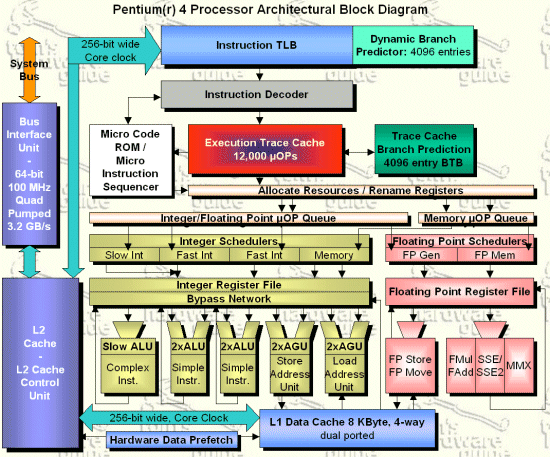 Pentium(r) 4 Processor Architectural Block Diagram
256-bit wide
Core clock
Instruction TLB
Dynamic Branch
Predictor: 4096 entries
System
Bus
Instruction Decoder
Bus
Interface
Unit
-
64-bit
100 MHz
Quad
Pumped
3.2 GB/s
Micro Code
ROM /
Micro
Instruction
Sequencer
Execution Trace Cache
12,000 µOPs
Trace Cache
Branch Prediction
4096 entry BTB
Allocate Resources / Rename Registers
Integer/Floating Point µOP Queue
Memory µOP Queue
Integer Schedulers
Floating Point Schedulers
Slow Int
Fast Int
Fast Int
Memory
FP Gen
FP Mem
Integer Register File
Bypass Network
Floating Point Register File
L2
Cache
-
L2 Cache
Control
Unit
Slow ALU
Complex
Instr.
2xALU
Simple
Instr.
2xALU
Simple
Instr.
2xAGU
Store
Address
Unit
2xAGU
Load
Address
Unit
FP Store
FP Move
FMul
FAdd
SSE/
SSE2
MMX
256-bit wide, Core Clock
L1 Data Cache 8 KByte, 4-way
dual ported
Hardware Data Prefetch